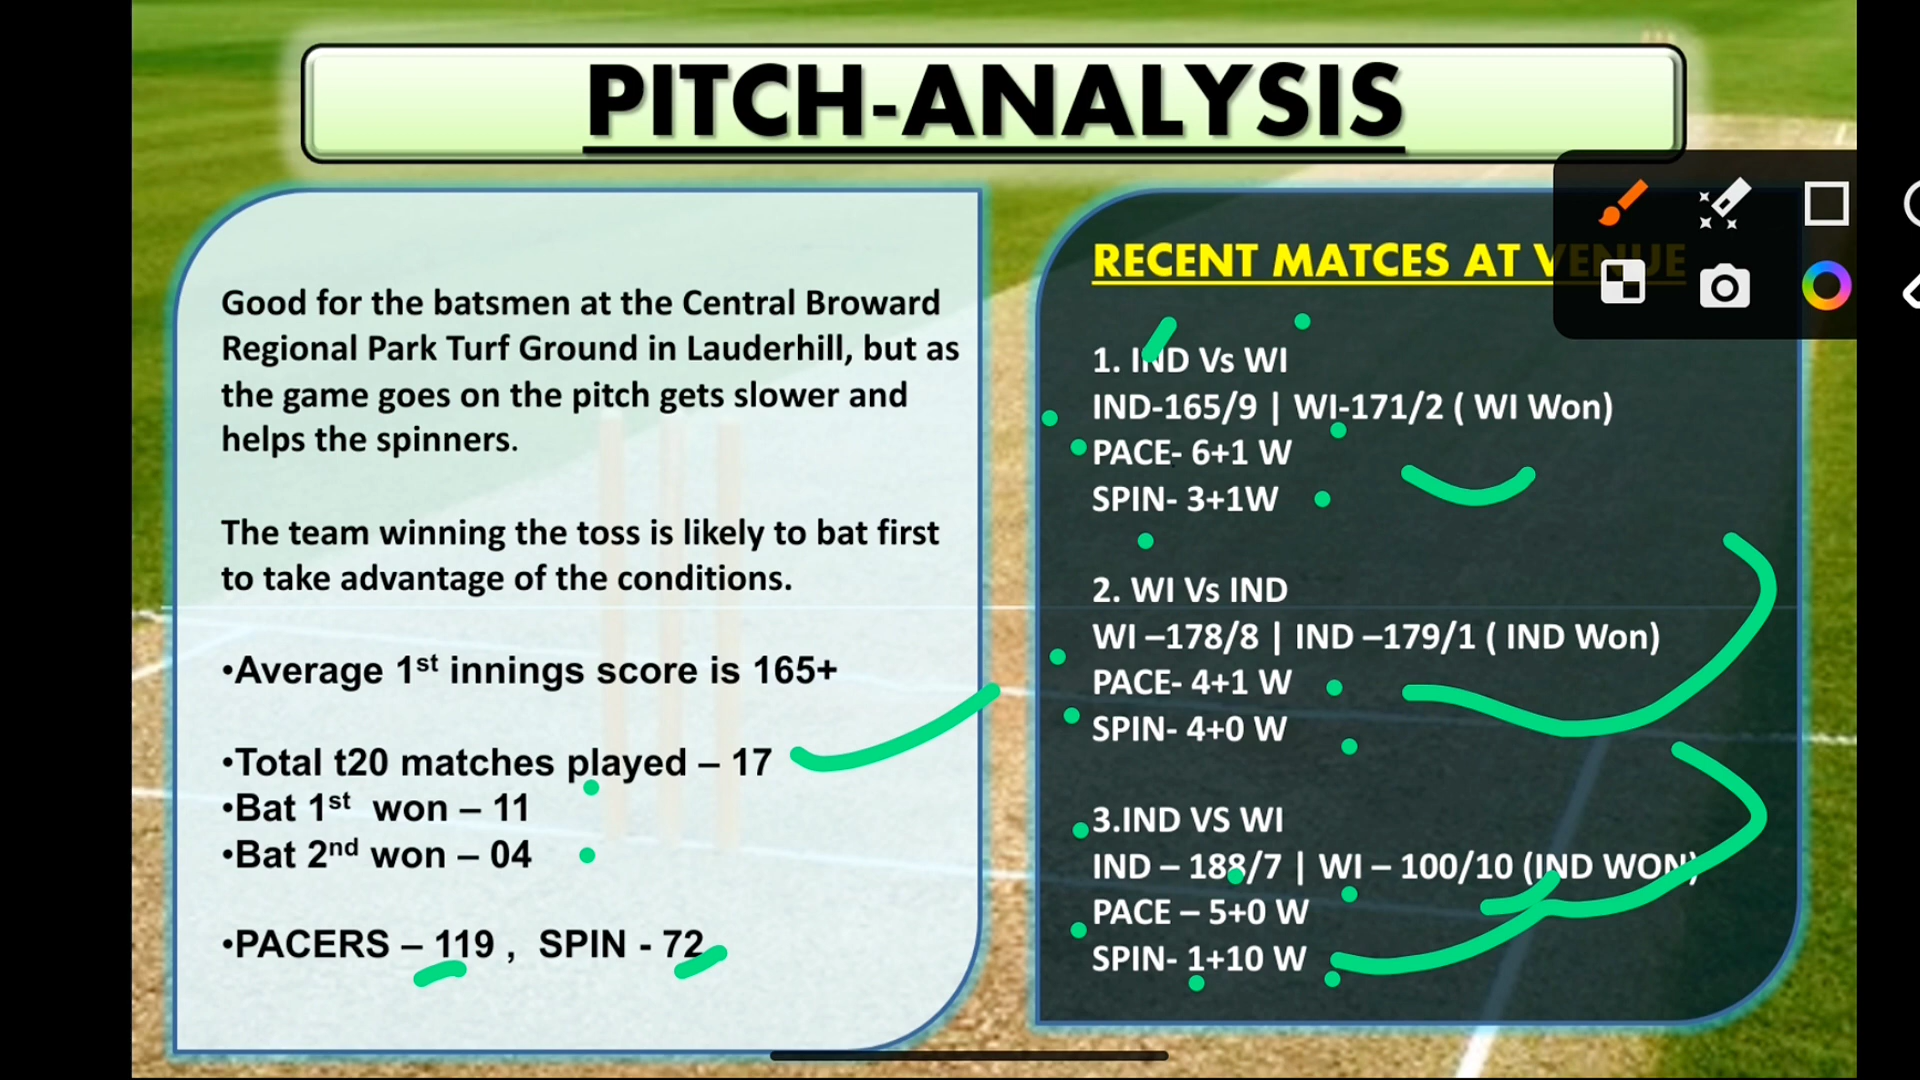 PITCH-ANALYSIS
Good for the batsmen at the Central Broward
Regional Park Turf Ground in Lauderhill, but as
the game goes on the pitch gets slower and
helps the spinners.
The team winning the toss is likely to bat first
to take advantage of the conditions.
•Average 1st innings score is 165+
•Total t20 matches played – 17
•Bat 1st won – 11
•Bat 2nd won – 04
•PACERS – 119 , SPIN - 72
RECENT MATCES AT VENUE
1. IND Vs WI
IND-165/9 | WI-171/2 ( WI Won)
PACE- 6+1 W
SPIN- 3+1W
2. WI Vs IND
WI –178/8 | IND –179/1 ( IND Won)
PACE- 4+1 W
SPIN- 4+0 W
3.IND VS WI
IND – 188/7 | WI – 100/10 (IND WON)
PACE – 5+0 W
SPIN- 1+10 W